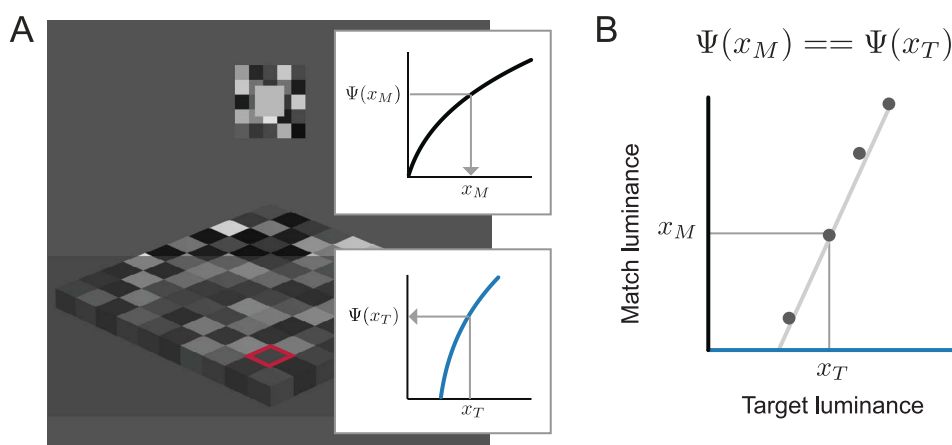 A
Ψ(x_M)
x_M
Ψ(x_T)
x_T
B
Ψ(x_M) == Ψ(x_T)
Match luminance
x_M
x_T
Target luminance